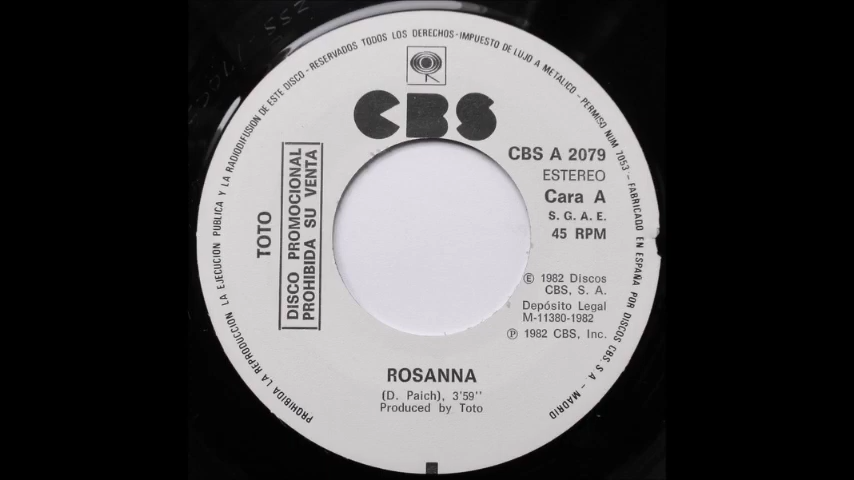 PROHIBIDA LA REPRODUCCION, LA EJECUCION PUBLICA Y LA RADIODIFUSION DE ESTE DISCO - RESERVADOS TODOS LOS DERECHOS - IMPUESTO DE LUJO A METALICO - PERMISO NUM 7053 - FABRICADO EN ESPAÑA POR DISCOS CBS, S. A. - MADRID
CBS
CBS A 2079
ESTEREO
Cara A
S. G. A. E.
45 RPM
TOTO
DISCO PROMOCIONAL
PROHIBIDA SU VENTA
Ⓔ 1982 Discos
CBS, S. A.
Depósito Legal
M-11380-1982
Ⓟ 1982 CBS, Inc.
ROSANNA
(D. Paich), 3'59''
Produced by Toto